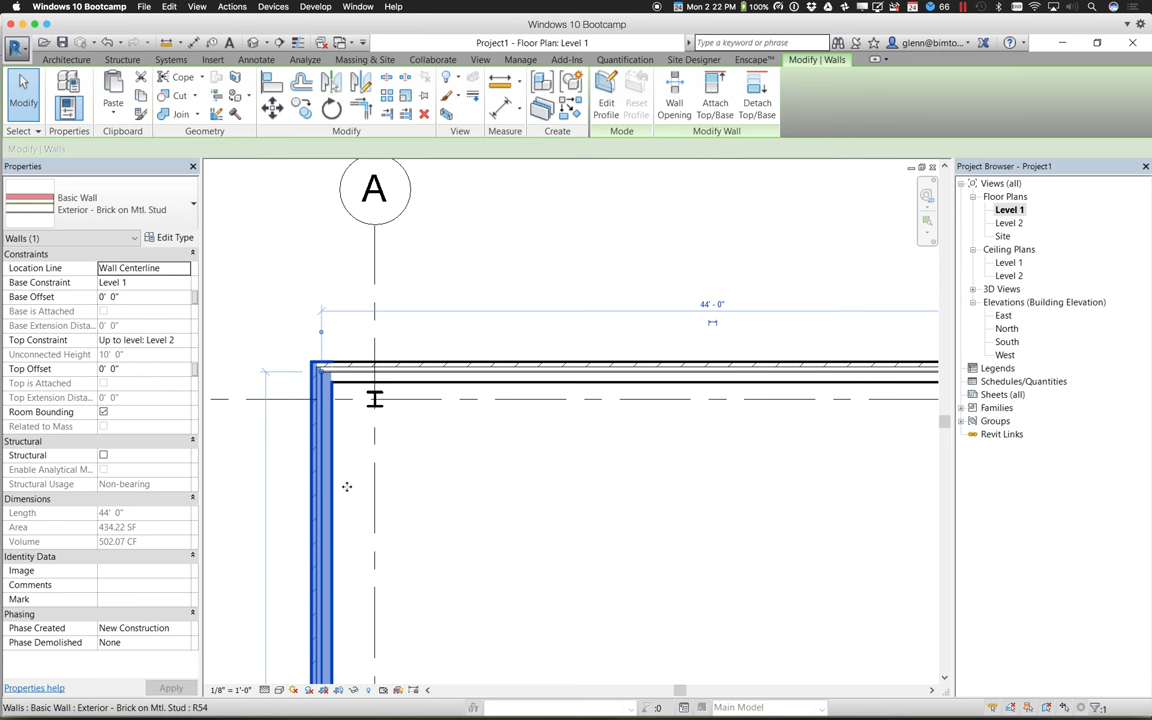 View Edit View Actions Devices Develop Window Help 100% 24 66 Mon 2 22 PM
Windows 10 Bootcamp
Project1 - Floor Plan: Level 1
Type a keyword or phrase
glenn@bimto...
Architecture Structure Systems Insert Annotate Analyze Massing & Site Collaborate View Manage Add-Ins Quantification Site Designer Enscape™ Modify | Walls
Modify Paste Cope Cut Join Edit Profile Reset Profile Wall Opening Attach Top/Base Detach Top/Base
Select Properties Clipboard Geometry Modify View Measure Create Mode Modify Wall
Modify | Walls
Properties
Basic Wall
Exterior - Brick on Mtl. Stud
Walls (1) Edit Type
Constraints
Location Line Wall Centerline
Base Constraint Level 1
Base Offset 0' 0"
Base is Attached
Base Extension Dista...
Top Constraint Up to level: Level 2
Unconnected Height 10' 0"
Top Offset 0' 0"
Top is Attached
Top Extension Dista...
Room Bounding
Related to Mass
Structural
Structural
Enable Analytical M...
Structural Usage Non-bearing
Dimensions
Length 44' 0"
Area 434.22 SF
Volume 502.07 CF
Identity Data
Image
Comments
Mark
Phasing
Phase Created New Construction
Phase Demolished None
Properties help Apply
A
44' - 0"
1/8" = 1'-0"
Project Browser - Project1
Views (all)
Floor Plans
Level 1
Level 2
Site
Ceiling Plans
Level 1
Level 2
3D Views
Elevations (Building Elevation)
East
North
South
West
Legends
Schedules/Quantities
Sheets (all)
Families
Groups
Revit Links
Walls : Basic Wall : Exterior - Brick on Mtl. Stud : R54
:0
Main Model
:1